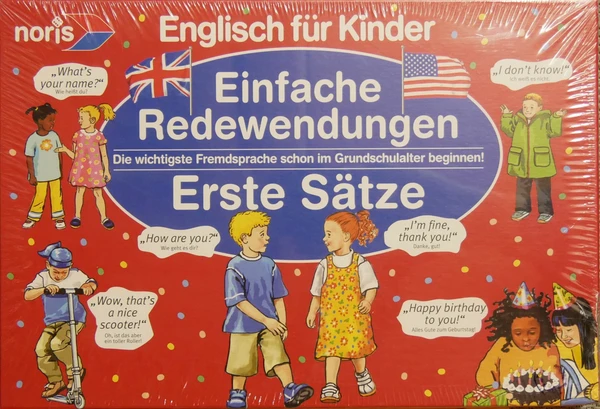 noris
Englisch für Kinder
„What's
your name?“
Wie heißt du?
„I don't know!“
Ich weiß es nicht.
Einfache
Redewendungen
Die wichtigste Fremdsprache schon im Grundschulalter beginnen!
Erste Sätze
„How are you?“
Wie geht es dir?
„I'm fine,
thank you!“
Danke, gut!
„Wow, that's
a nice
scooter!“
Oh, ist das aber
ein toller Roller!
„Happy birthday
to you!“
Alles Gute zum Geburtstag!